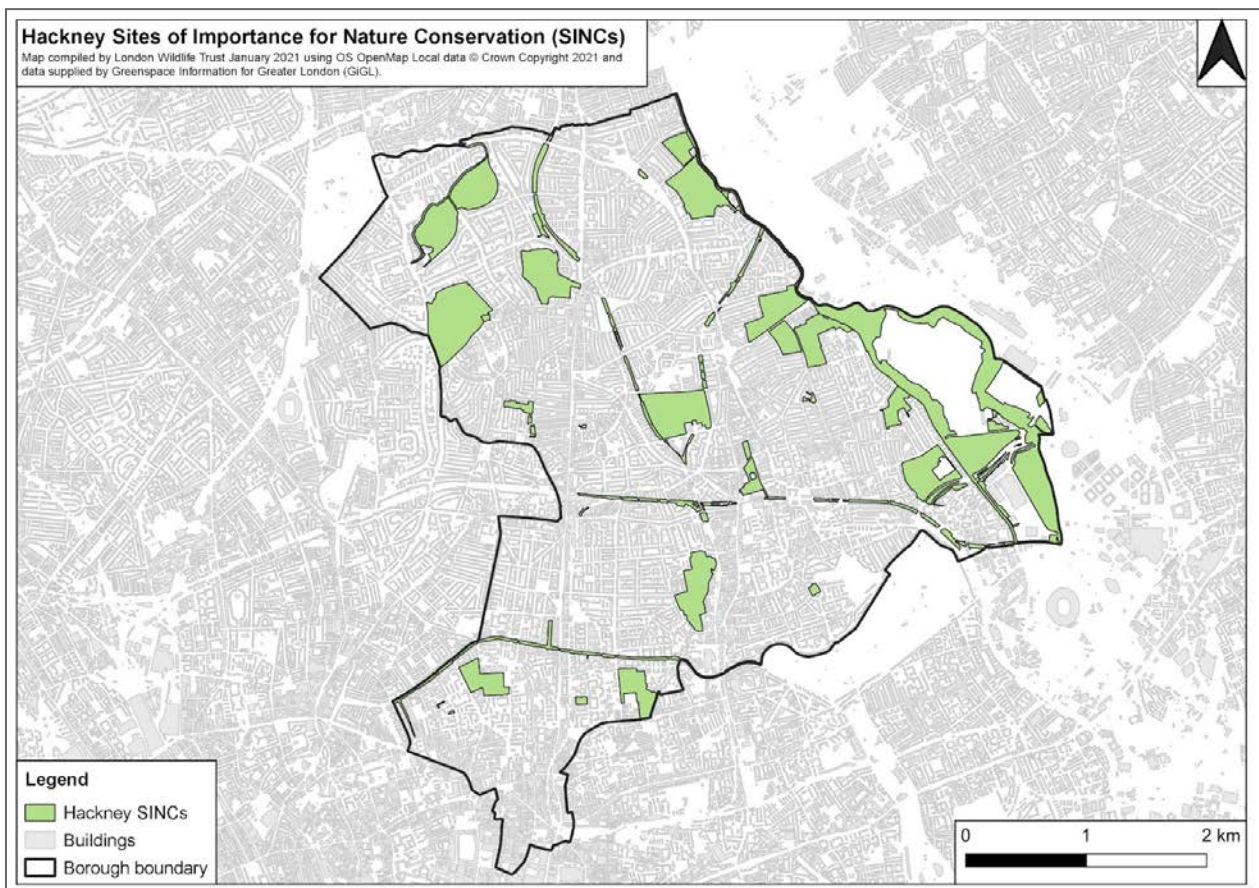 Hackney Sites of Importance for Nature Conservation (SINCs)
Map compiled by London Wildlife Trust January 2021 using OS OpenMap Local data © Crown Copyright 2021 and
data supplied by Greenspace Information for Greater London (GiGL).
Legend
Hackney SINCs
Buildings
Borough boundary
0 1 2 km